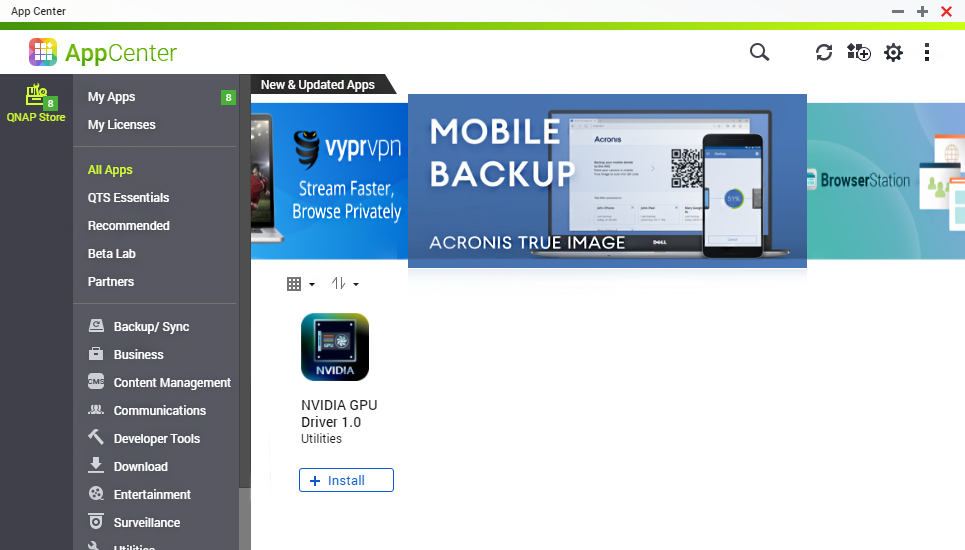 App Center
AppCenter
8
QNAP Store
My Apps
8
My Licenses
All Apps
QTS Essentials
Recommended
Beta Lab
Partners
Backup/ Sync
Business
CMS
Content Management
Communications
Developer Tools
Download
Entertainment
Surveillance
Utilities
New & Updated Apps
vyprvpn
Stream Faster,
Browse Privately
MOBILE
BACKUP
ACRONIS TRUE IMAGE
Acronis
51%
DELL
BrowserStation
NVIDIA
NVIDIA GPU
Driver 1.0
Utilities
+ Install